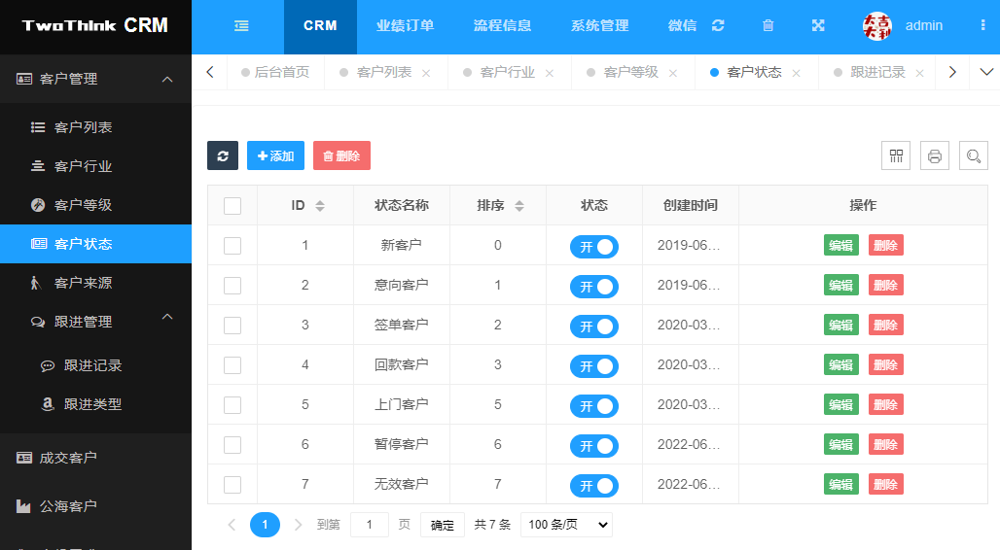 TwoThink CRM
CRM 业绩订单 流程信息 系统管理 微信 admin
客户管理
客户列表
客户行业
客户等级
客户状态
客户来源
跟进管理
跟进记录
跟进类型
成交客户
公海客户
后台首页 客户列表 客户行业 客户等级 客户状态 跟进记录
添加 删除
ID 状态名称 排序 状态 创建时间 操作
1 新客户 0 开 2019-06... 编辑 删除
2 意向客户 1 开 2019-06... 编辑 删除
3 签单客户 2 开 2020-03... 编辑 删除
4 回款客户 3 开 2020-03... 编辑 删除
5 上门客户 5 开 2020-03... 编辑 删除
6 暂停客户 6 开 2022-06... 编辑 删除
7 无效客户 7 开 2022-06... 编辑 删除
1 到第 1 页 确定 共 7 条 100 条/页